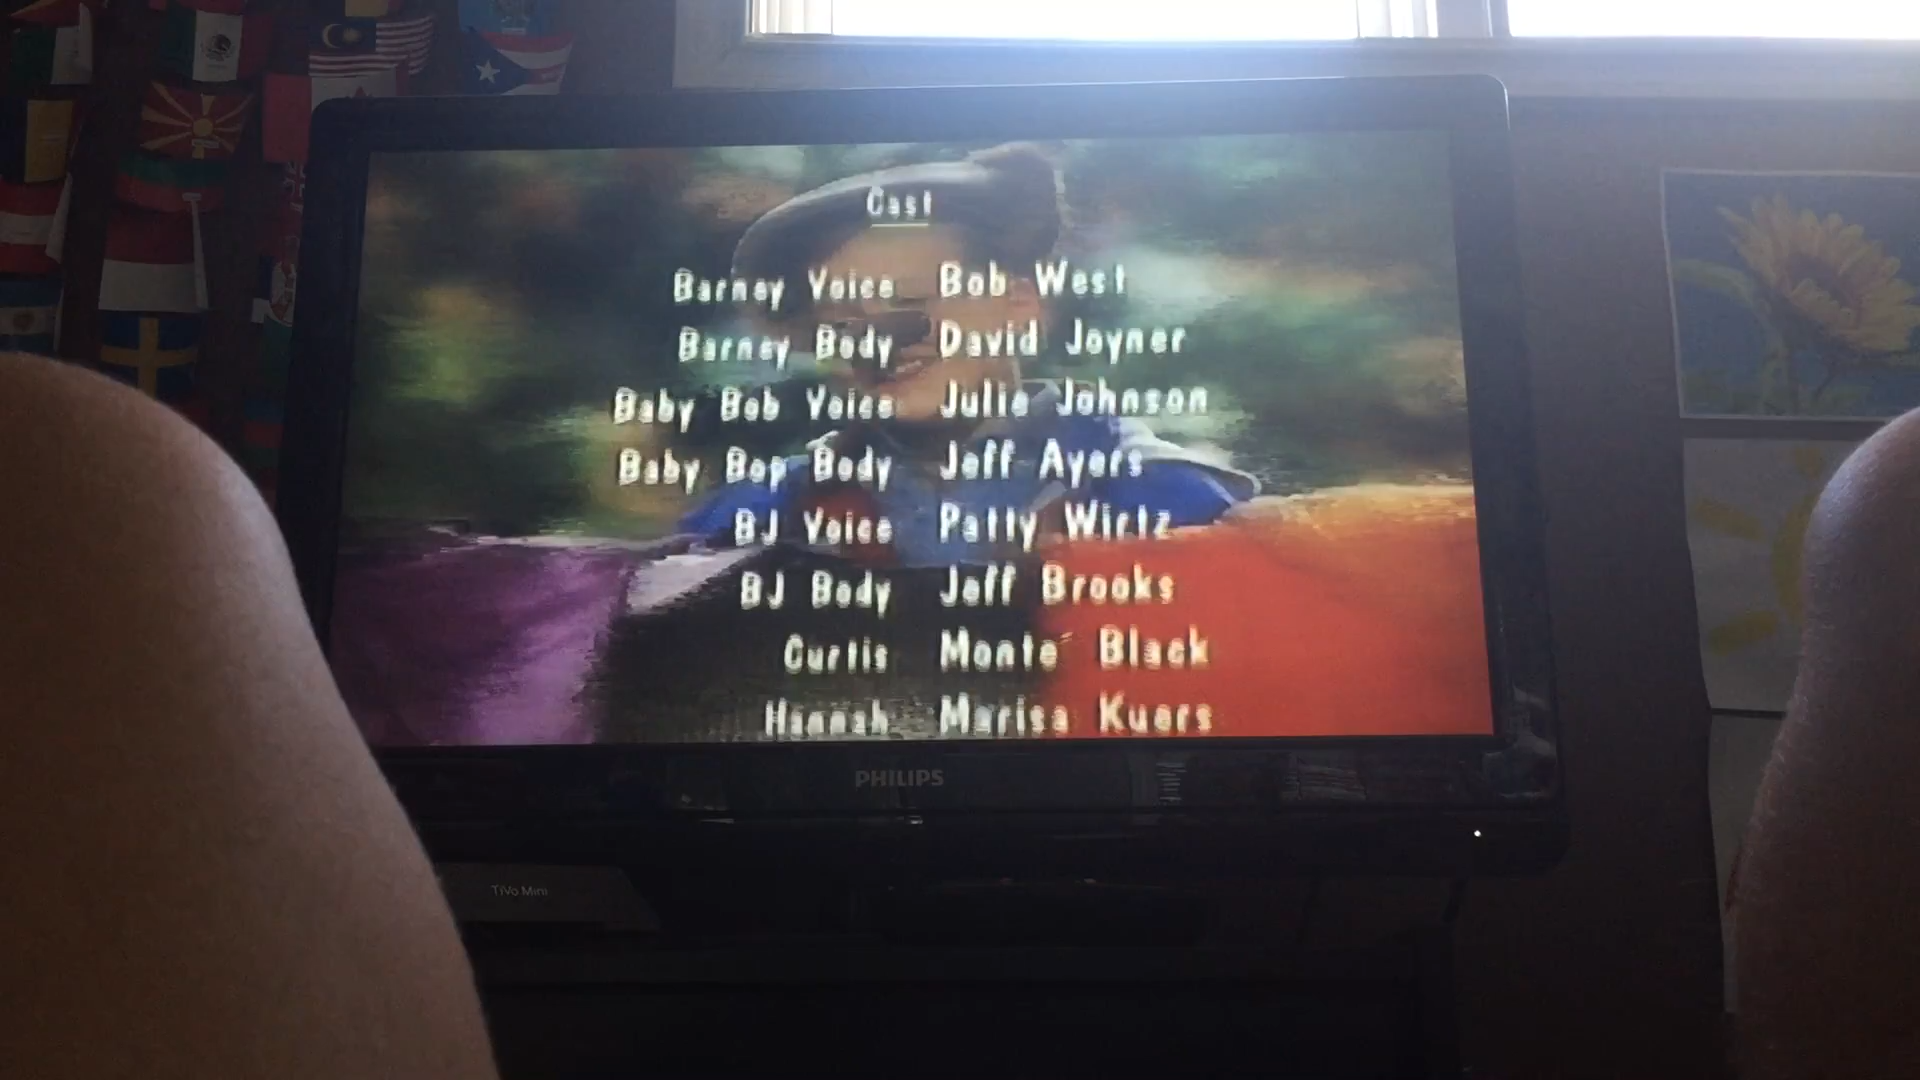 Cast
Barney Voice Bob West
Barney Body David Joyner
Baby Bob Voice Julie Johnson
Baby Bop Body Jeff Ayers
BJ Voice Patty Wirtz
BJ Body Jeff Brooks
Curtis Monte Black
Hannah Marisa Kuers
PHILIPS
TiVo Mini